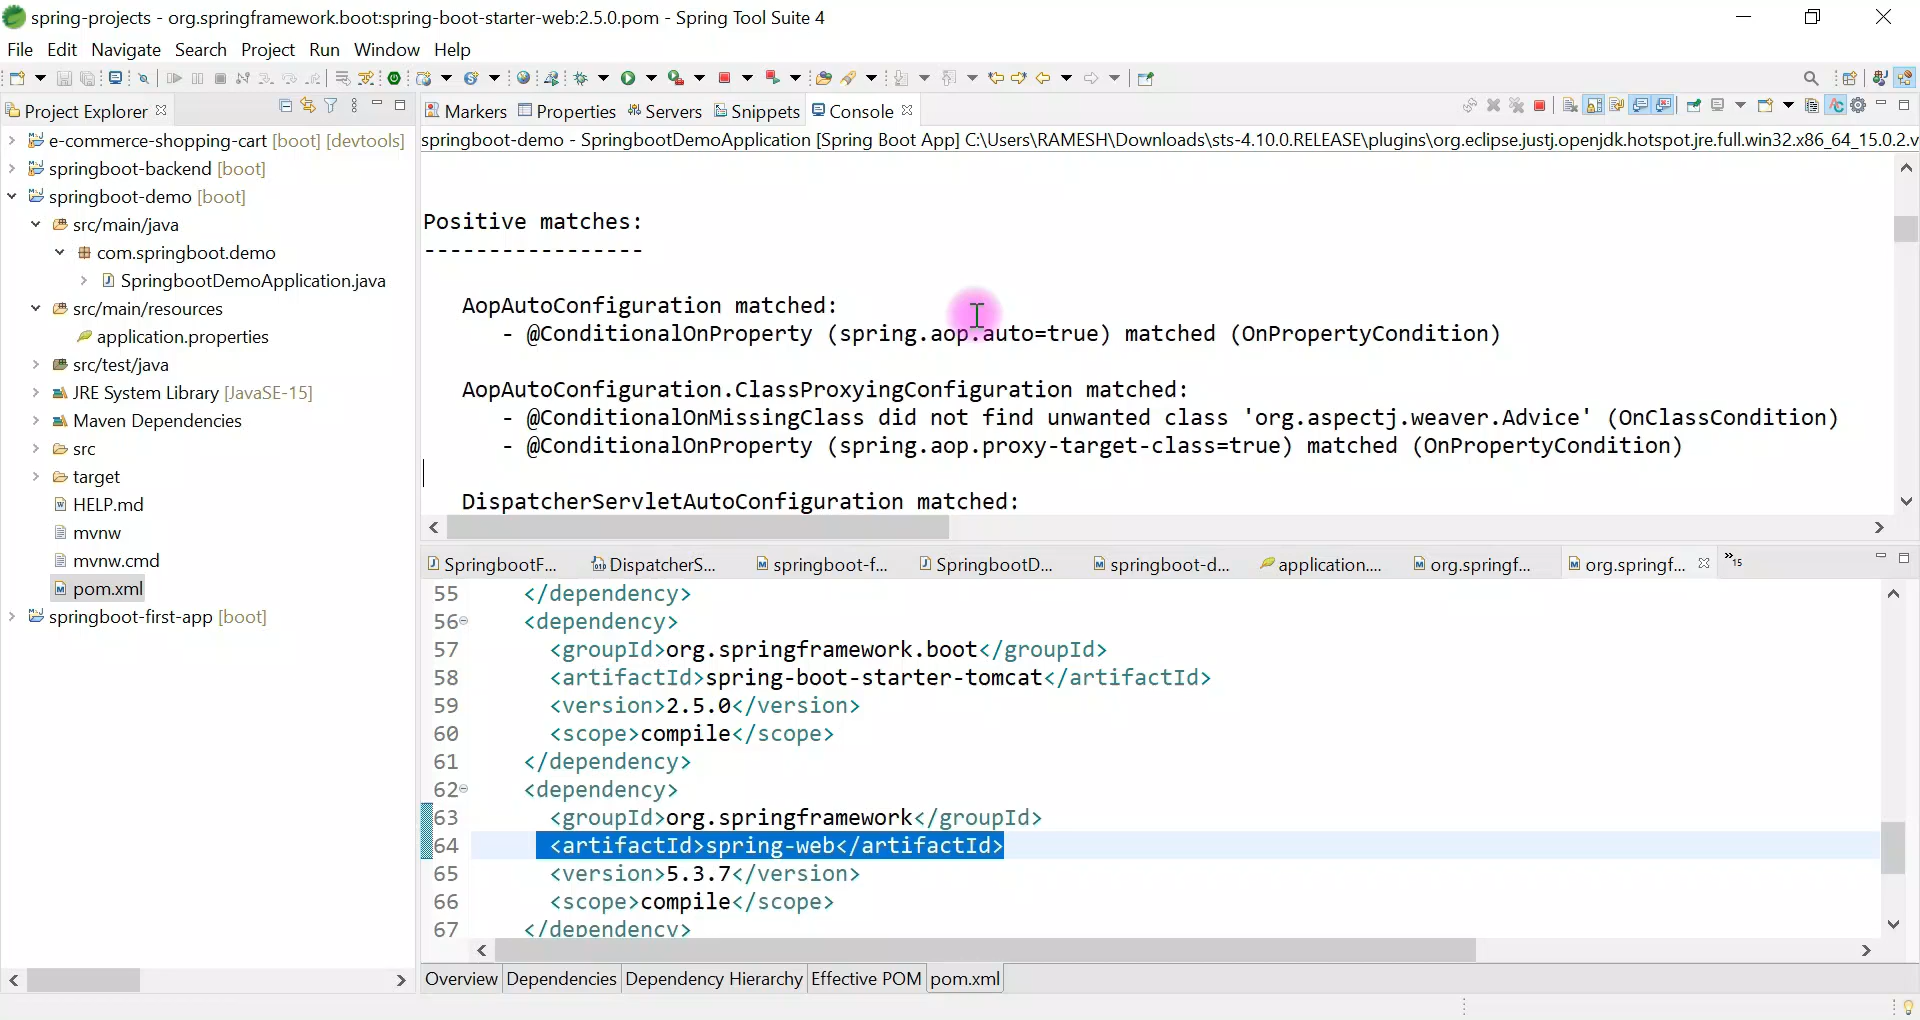 spring-projects - org.springframework.boot:spring-boot-starter-web:2.5.0.pom - Spring Tool Suite 4
File Edit Navigate Search Project Run Window Help
Project Explorer
e-commerce-shopping-cart [boot] [devtools]
springboot-backend [boot]
springboot-demo [boot]
src/main/java
com.springboot.demo
SpringbootDemoApplication.java
src/main/resources
application.properties
src/test/java
JRE System Library [JavaSE-15]
Maven Dependencies
src
target
HELP.md
mvnw
mvnw.cmd
pom.xml
springboot-first-app [boot]
Markers Properties Servers Snippets Console
springboot-demo - SpringbootDemoApplication [Spring Boot App] C:\Users\RAMESH\Downloads\sts-4.10.0.RELEASE\plugins\org.eclipse.justj.openjdk.hotspot.jre.full.win32.x86_64_15.0.2.v
Positive matches:
-----------------
AopAutoConfiguration matched:
- @ConditionalOnProperty (spring.aop.auto=true) matched (OnPropertyCondition)
AopAutoConfiguration.ClassProxyingConfiguration matched:
- @ConditionalOnMissingClass did not find unwanted class 'org.aspectj.weaver.Advice' (OnClassCondition)
- @ConditionalOnProperty (spring.aop.proxy-target-class=true) matched (OnPropertyCondition)
DispatcherServletAutoConfiguration matched:
SpringbootF... DispatcherS... springboot-f... SpringbootD... springboot-d... application.... org.springf... org.springf... »15
55 </dependency>
56 <dependency>
57 <groupId>org.springframework.boot</groupId>
58 <artifactId>spring-boot-starter-tomcat</artifactId>
59 <version>2.5.0</version>
60 <scope>compile</scope>
61 </dependency>
62 <dependency>
63 <groupId>org.springframework</groupId>
64 <artifactId>spring-web</artifactId>
65 <version>5.3.7</version>
66 <scope>compile</scope>
67 </dependency>
Overview Dependencies Dependency Hierarchy Effective POM pom.xml